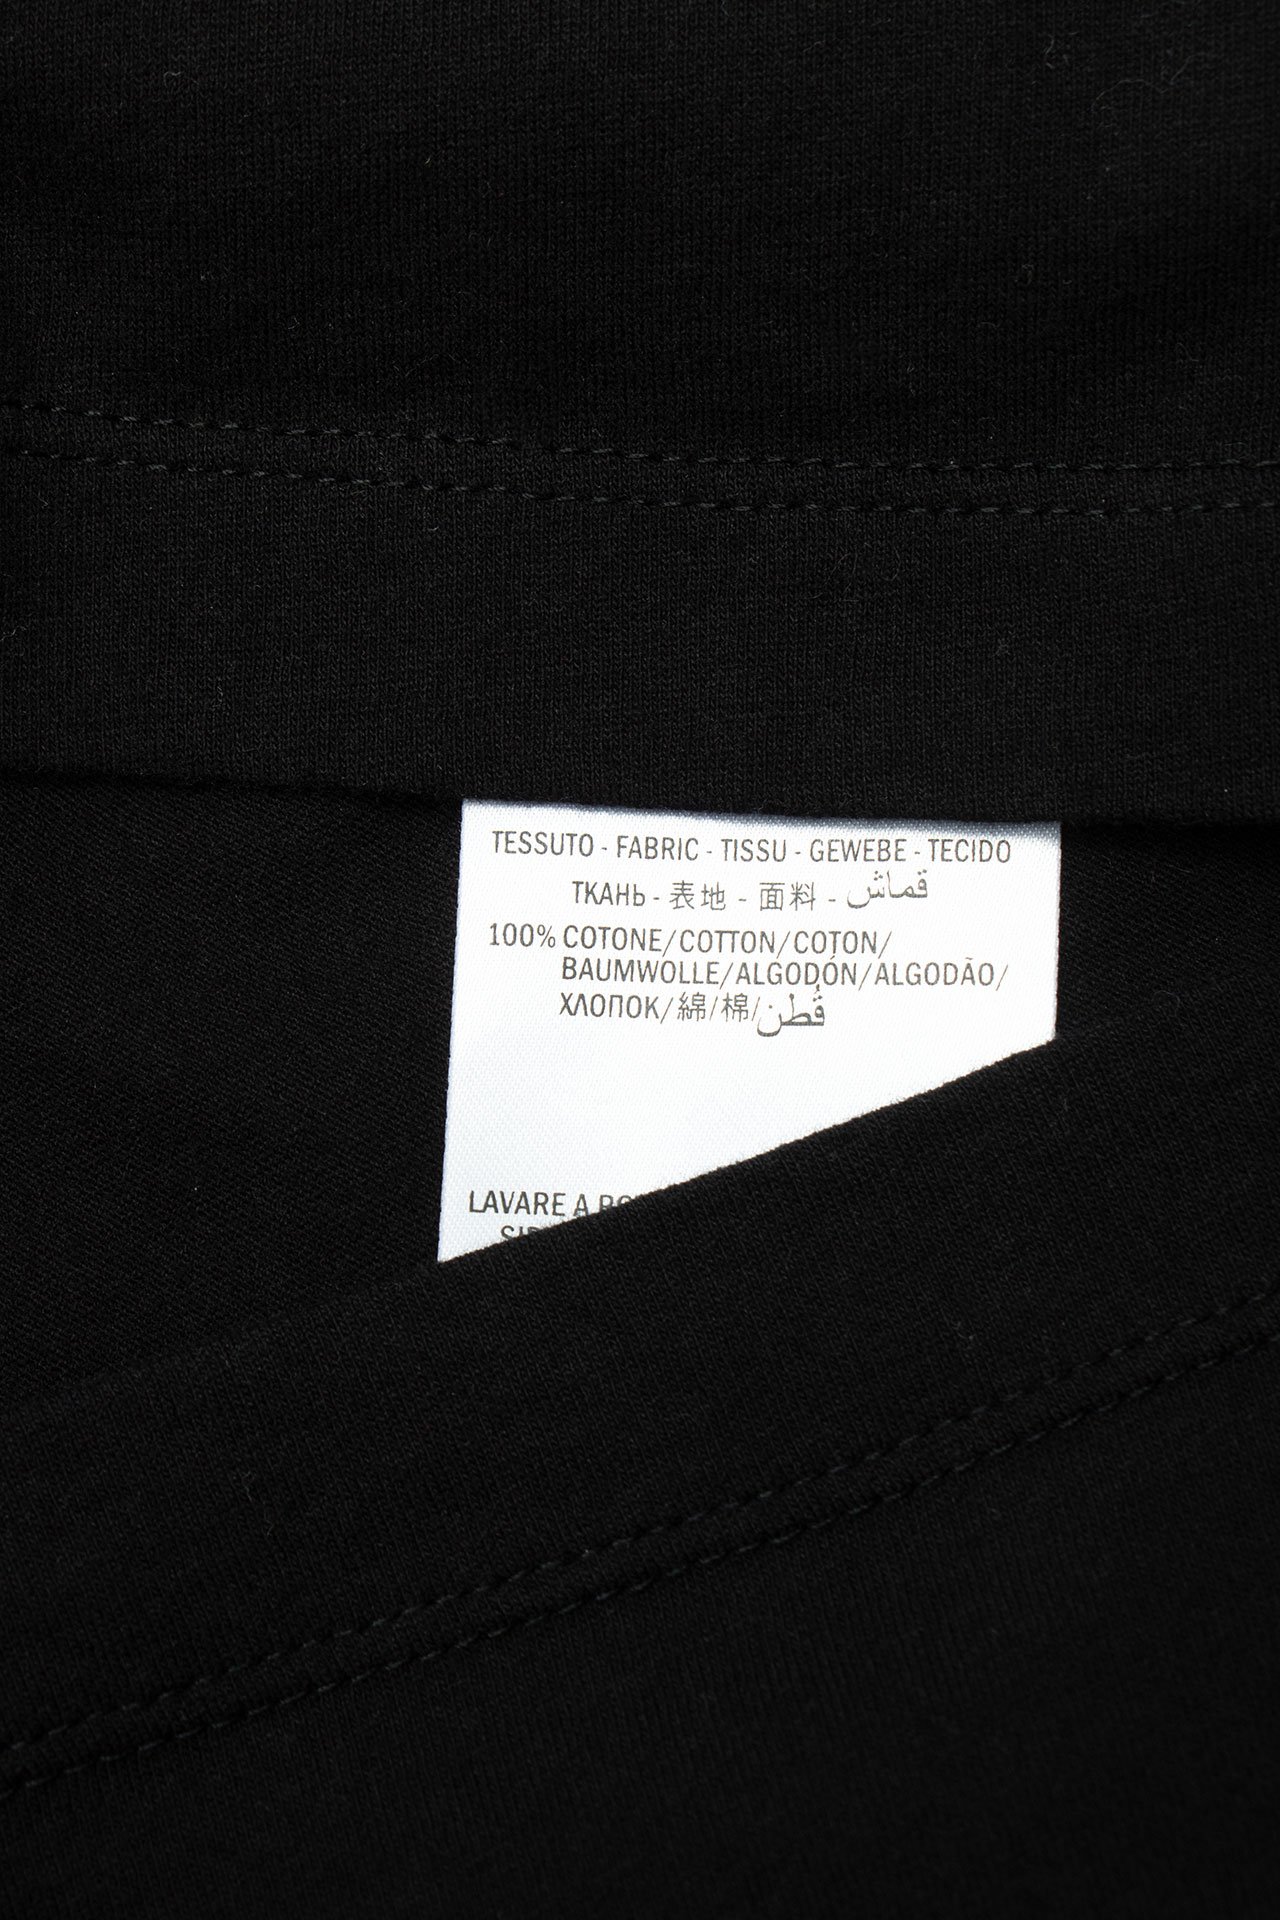 TESSUTO - FABRIC - TISSU - GEWEBE - TECIDO
ТКАНЬ - 表地 - 面料 - قماش
100% COTONE/COTTON/COTON/
BAUMWOLLE/ALGODÓN/ALGODÃO/
ХЛОПОК/綿/棉/قُطن
LAVARE A